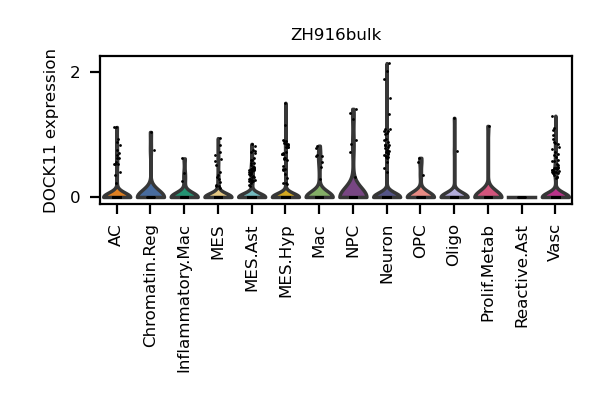 ZH916bulk
DOCK11 expression
2
0
AC
Chromatin.Reg
Inflammatory.Mac
MES
MES.Ast
MES.Hyp
Mac
NPC
Neuron
OPC
Oligo
Prolif.Metab
Reactive.Ast
Vasc